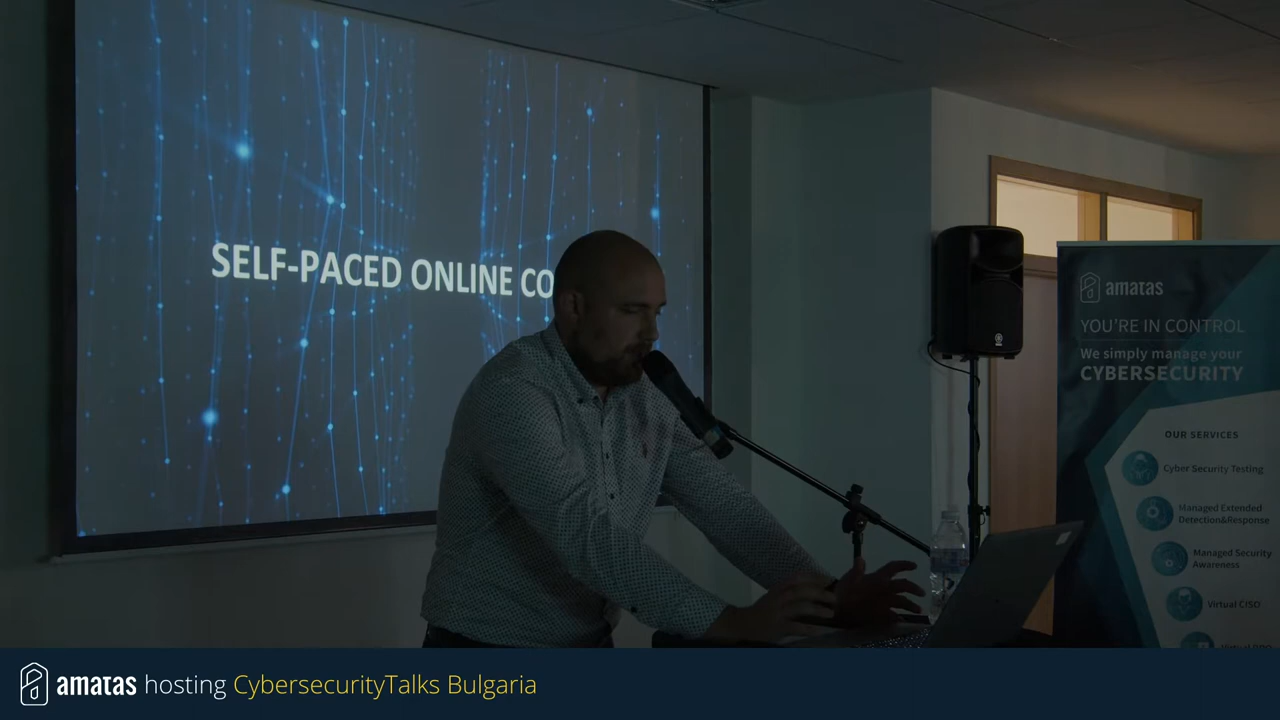 SELF-PACED ONLINE CO
amatas
YOU'RE IN CONTROL
We simply manage your
CYBERSECURITY
OUR SERVICES
Cyber Security Testing
Managed Extended
Detection&Response
Managed Security
Awareness
Virtual CISO
amatas hosting CybersecurityTalks Bulgaria